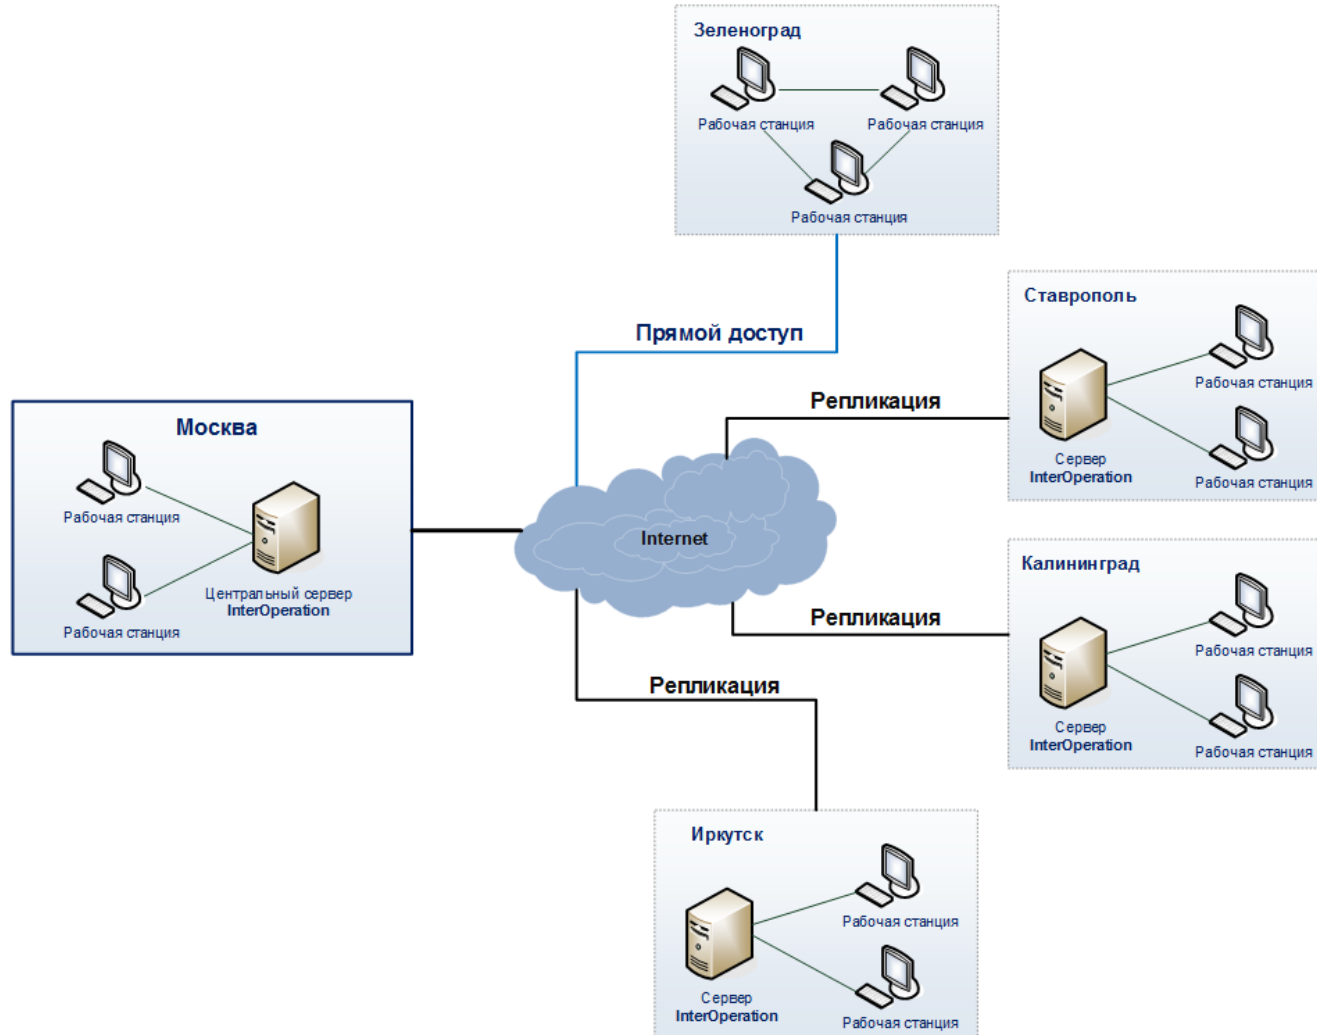 Зеленоград
Рабочая станция
Рабочая станция
Рабочая станция
Прямой доступ
Ставрополь
Рабочая станция
Рабочая станция
Сервер
InterOperation
Репликация
Москва
Рабочая станция
Рабочая станция
Центральный сервер
InterOperation
Internet
Калининград
Рабочая станция
Рабочая станция
Сервер
InterOperation
Репликация
Репликация
Иркутск
Рабочая станция
Рабочая станция
Сервер
InterOperation